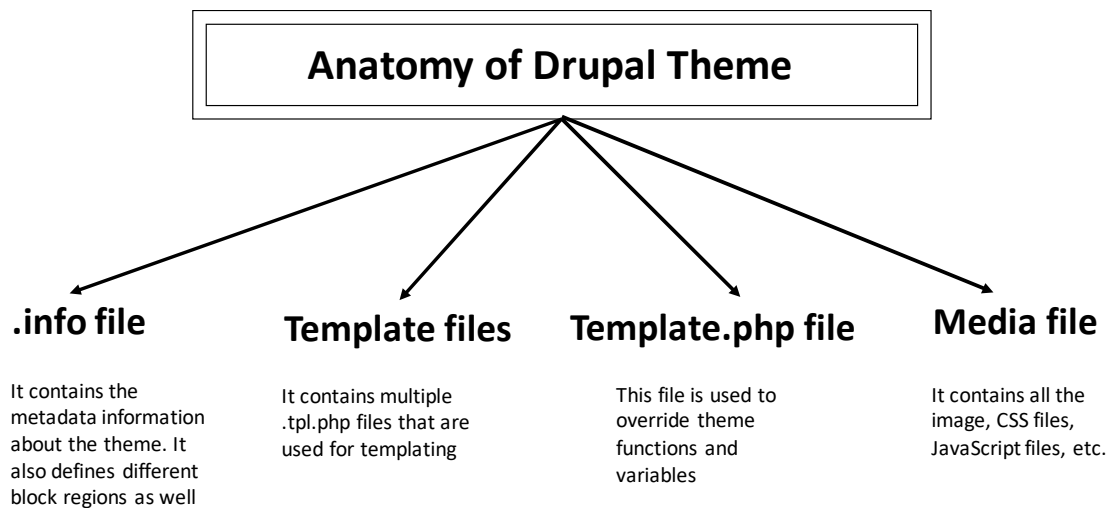 Anatomy of Drupal Theme
.info file
It contains the
metadata information
about the theme. It
also defines different
block regions as well
Template files
It contains multiple
.tpl.php files that are
used for templating
Template.php file
This file is used to
override theme
functions and
variables
Media file
It contains all the
image, CSS files,
JavaScript files, etc.